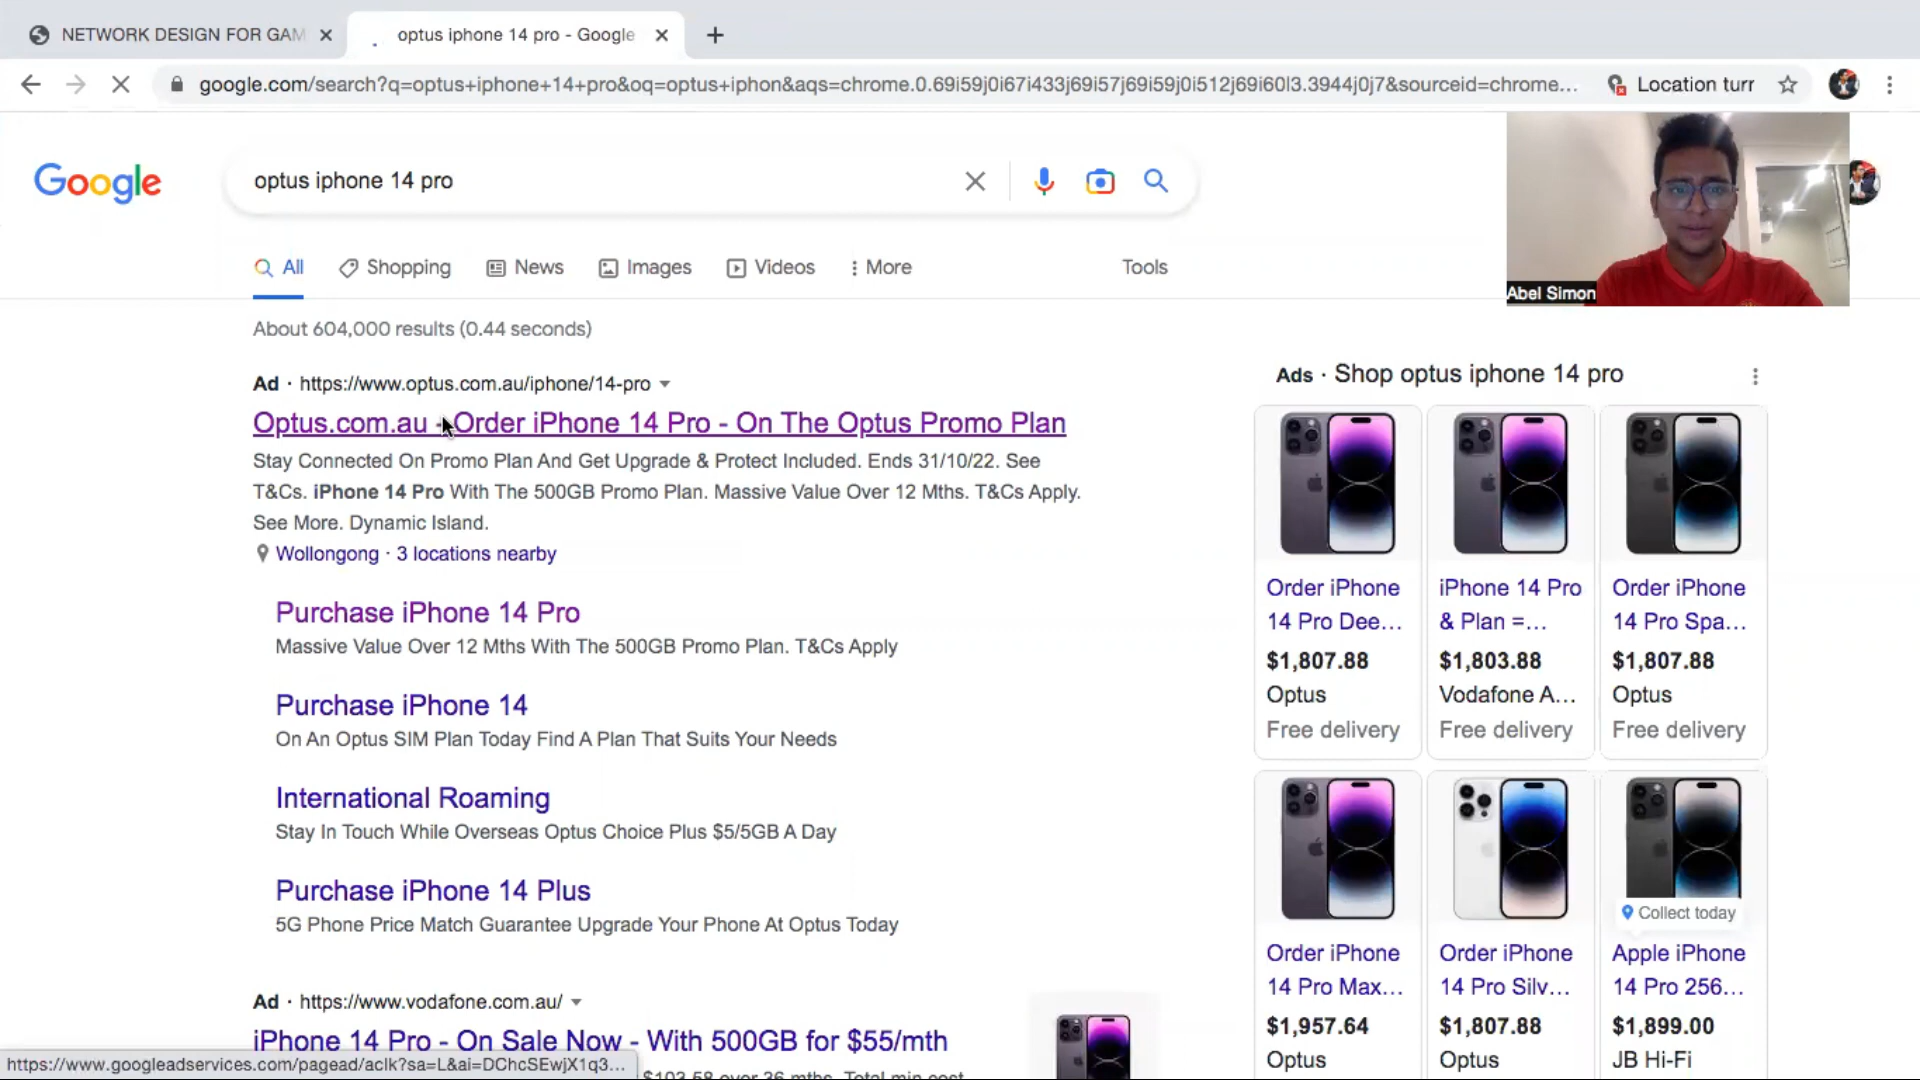 NETWORK DESIGN FOR GAM
optus iphone 14 pro - Google
google.com/search?q=optus+iphone+14+pro&oq=optus+iphon&aqs=chrome.0.69i59j0i67i433j69i57j69i59j0i512j69i60l3.3944j0j7&sourceid=chrome...
Location turr
Google
optus iphone 14 pro
All
Shopping
News
Images
Videos
More
Tools
Abel Simon
About 604,000 results (0.44 seconds)
Ad · https://www.optus.com.au/iphone/14-pro
Optus.com.au - Order iPhone 14 Pro - On The Optus Promo Plan
Stay Connected On Promo Plan And Get Upgrade & Protect Included. Ends 31/10/22. See
T&Cs. iPhone 14 Pro With The 500GB Promo Plan. Massive Value Over 12 Mths. T&Cs Apply.
See More. Dynamic Island.
Wollongong · 3 locations nearby
Purchase iPhone 14 Pro
Massive Value Over 12 Mths With The 500GB Promo Plan. T&Cs Apply
Purchase iPhone 14
On An Optus SIM Plan Today Find A Plan That Suits Your Needs
International Roaming
Stay In Touch While Overseas Optus Choice Plus $5/5GB A Day
Purchase iPhone 14 Plus
5G Phone Price Match Guarantee Upgrade Your Phone At Optus Today
Ad · https://www.vodafone.com.au/
iPhone 14 Pro - On Sale Now - With 500GB for $55/mth
$103.58 over 36 mths. Total min cost
https://www.googleadservices.com/pagead/aclk?sa=L&ai=DChcSEwjX1q3...
Ads · Shop optus iphone 14 pro
Order iPhone
14 Pro Dee...
$1,807.88
Optus
Free delivery
iPhone 14 Pro
& Plan =...
$1,803.88
Vodafone A...
Free delivery
Order iPhone
14 Pro Spa...
$1,807.88
Optus
Free delivery
Order iPhone
14 Pro Max...
$1,957.64
Optus
Order iPhone
14 Pro Silv...
$1,807.88
Optus
Collect today
Apple iPhone
14 Pro 256...
$1,899.00
JB Hi-Fi